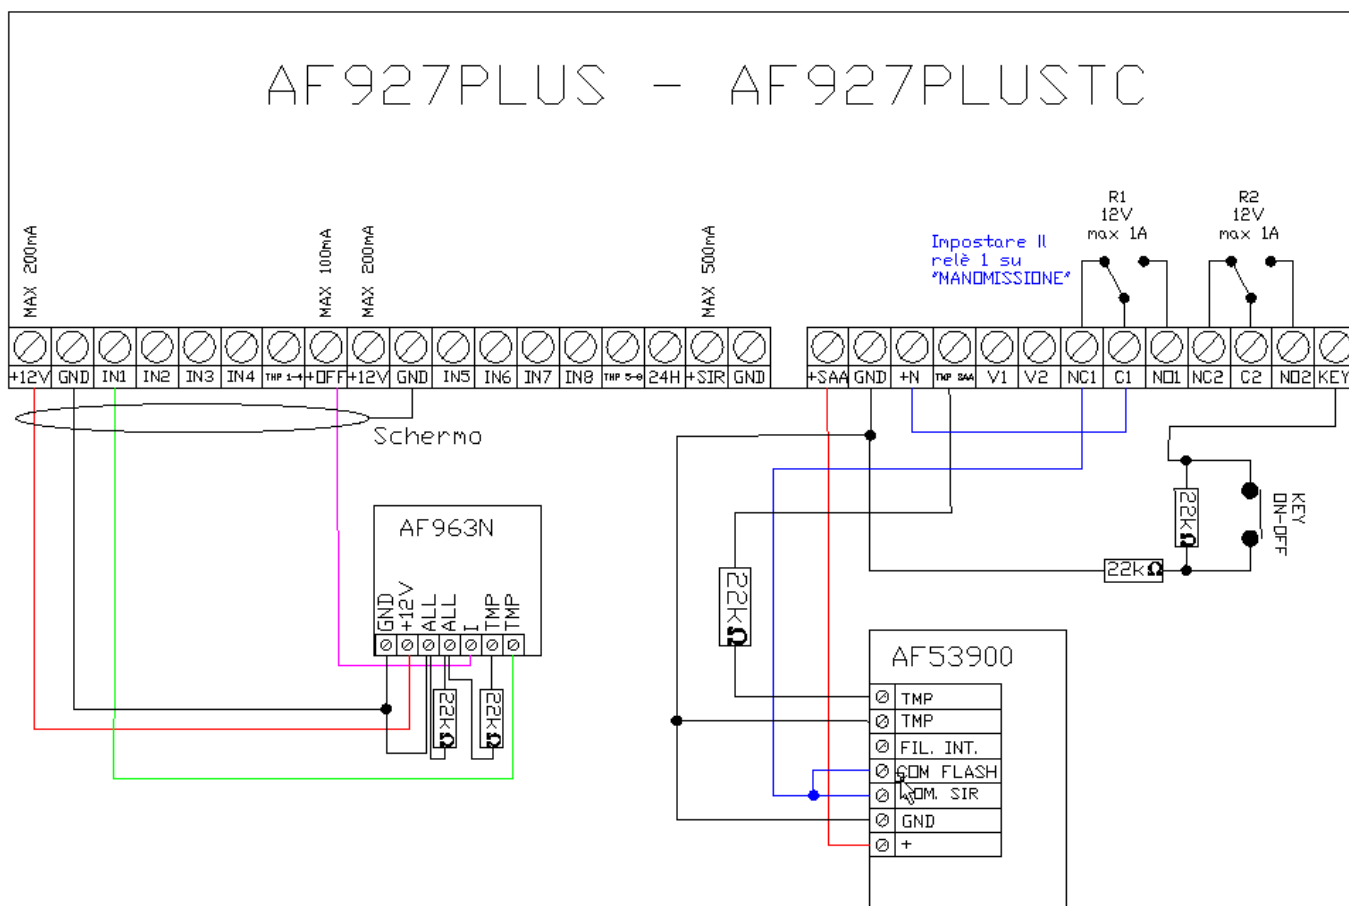 AF927PLUS - AF927PLUSTC
R1
12V
max 1A
R2
12V
max 1A
Impostare Il
relè 1 su
"MANOMISSIONE"
MAX 200mA
MAX 100mA
MAX 200mA
MAX 500mA
+12V GND IN1 IN2 IN3 IN4 TMP 1-4 +OFF +12V GND IN5 IN6 IN7 IN8 TMP 5-8 24H +SIR GND
+SAA GND +N TMP SAA V1 V2 NC1 C1 NO1 NC2 C2 NO2 KEY
Schermo
AF963N
GND
+12V
ALL
ALL
I
TMP
TMP
22kΩ
22kΩ
22kΩ
22kΩ
22kΩ
KEY
ON-OFF
AF53900
TMP
TMP
FIL. INT.
COM FLASH
COM. SIR
GND
+